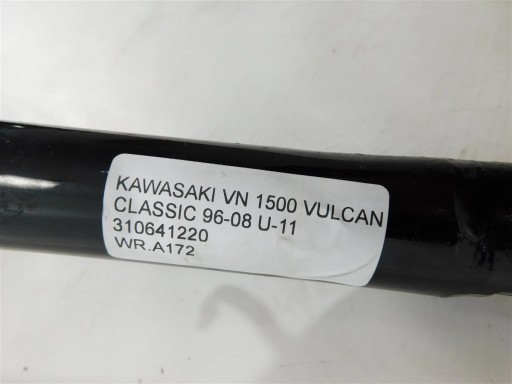 KAWASAKI VN 1500 VULCAN
CLASSIC 96-08 U-11
310641220
WR.A172